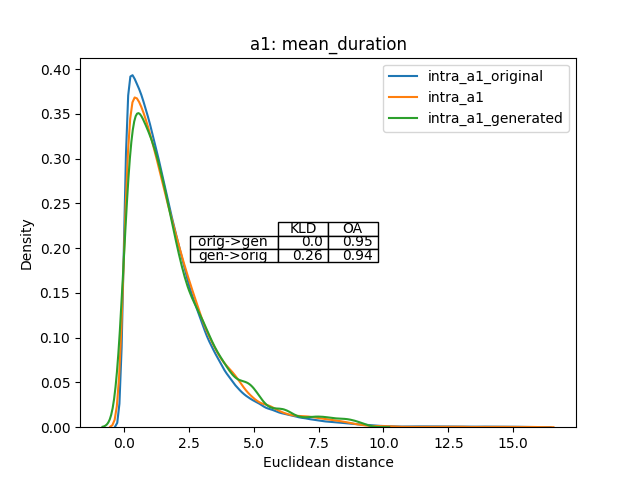 a1: mean_duration
0.40
0.35
0.30
0.25
0.20
0.15
0.10
0.05
0.00
Density
intra_a1_original
intra_a1
intra_a1_generated
KLD OA
orig->gen 0.0 0.95
gen->orig 0.26 0.94
0.0 2.5 5.0 7.5 10.0 12.5 15.0
Euclidean distance